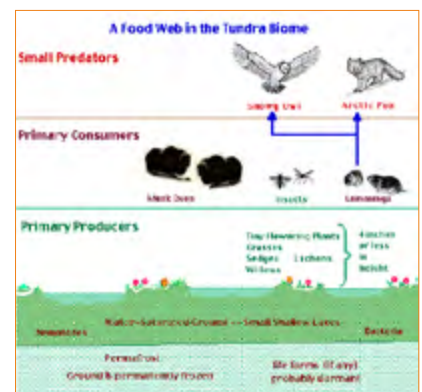 A Food Web in the Tundra Biome
Small Predators
Snowy Owl
Arctic Fox
Primary Consumers
Musk Oxen
Insects
Lemmings
Primary Producers
Tiny Flowering Plants
Grasses
Sedges Lichens
Willows
4 inches
or less
in
height
Nematodes
Water-Saturated Ground --- Small Shallow Lakes
Bacteria
Permafrost
Ground is permanently frozen
life forms (if any)
probably dormant